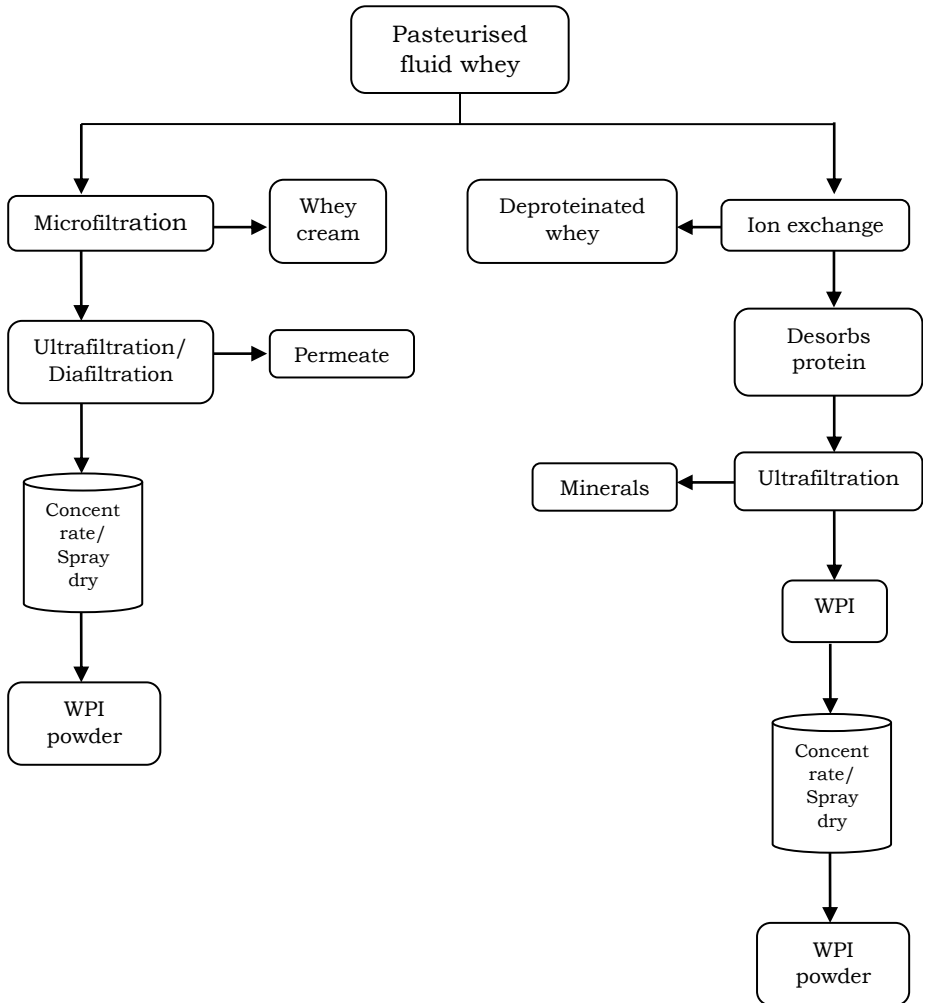 Pasteurised
fluid whey
Microfiltration
Whey
cream
Deproteinated
whey
Ion exchange
Ultrafiltration/
Diafiltration
Permeate
Desorbs
protein
Concent
rate/
Spray
dry
Minerals
Ultrafiltration
WPI
WPI
powder
Concent
rate/
Spray
dry
WPI
powder